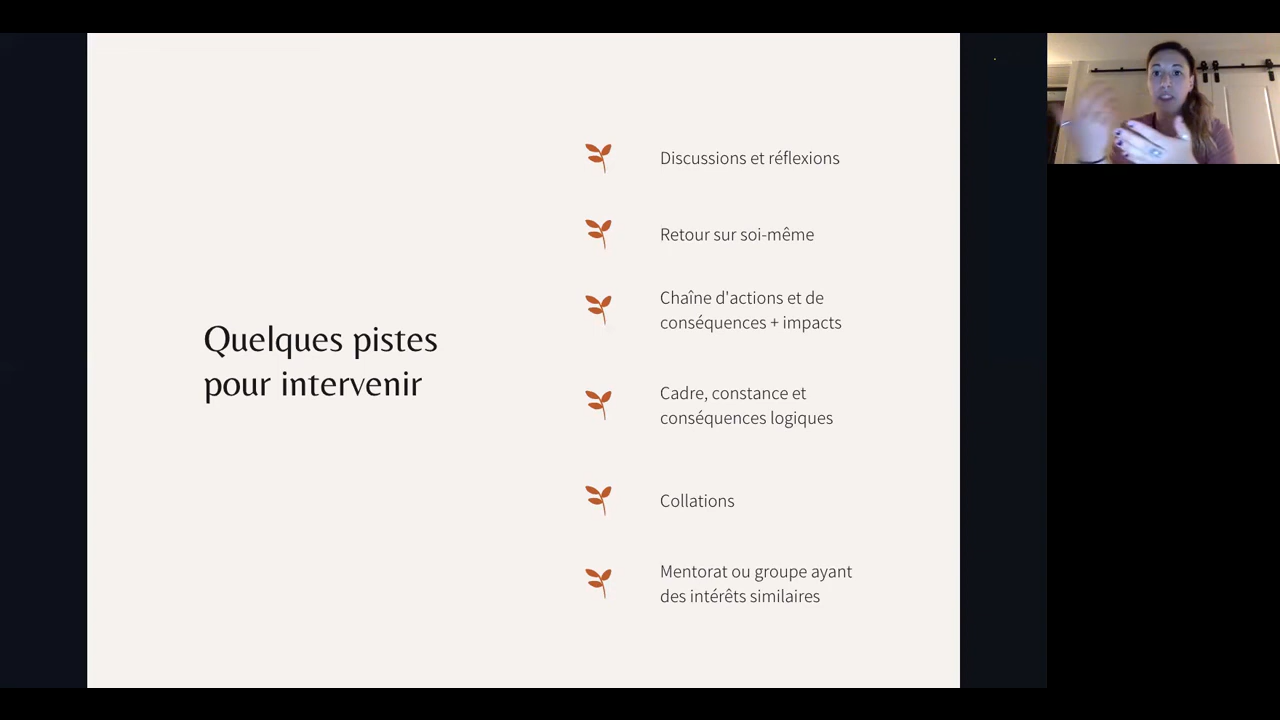 Quelques pistes
pour intervenir
Discussions et réflexions
Retour sur soi-même
Chaîne d'actions et de
conséquences + impacts
Cadre, constance et
conséquences logiques
Collations
Mentorat ou groupe ayant
des intérêts similaires